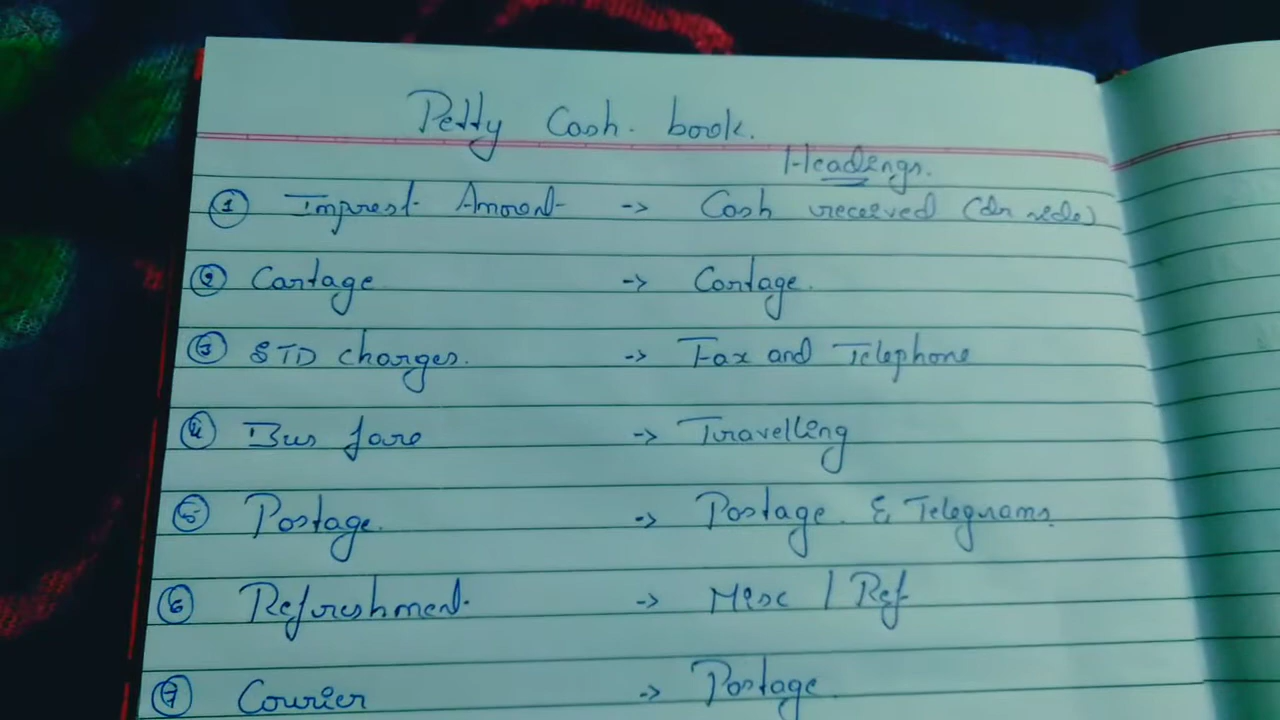 Petty Cash. book.
Headings.
① Imprest Amount -> Cash received (dr side)
② Cartage -> Cartage.
③ STD charges. -> Fax and Telephone
④ Bus fare -> Travelling
⑤ Postage. -> Postage. & Telegrams.
⑥ Refreshment. -> Misc / Ref
⑦ Courier -> Postage.